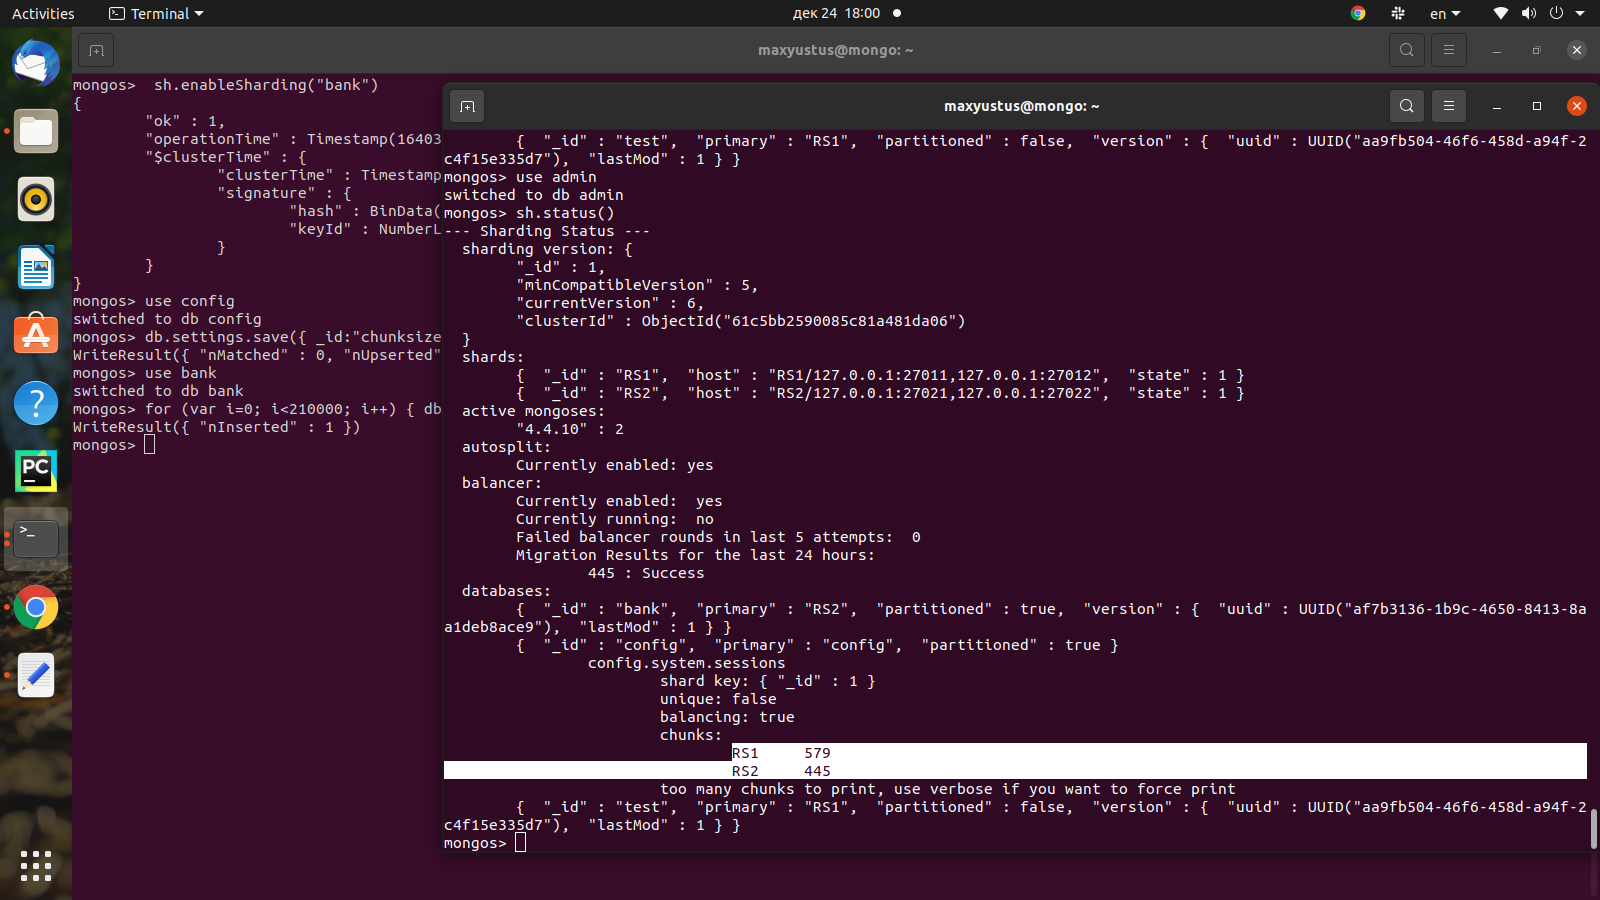 Activities
Terminal
дек 24 18:00
en
maxyustus@mongo: ~
mongos>  sh.enableSharding("bank")
{
"ok" : 1,
"operationTime" : Timestamp(16403
"$clusterTime" : {
"clusterTime" : Timestamp
"signature" : {
"hash" : BinData(
"keyId" : NumberL
}
}
}
mongos> use config
switched to db config
mongos> db.settings.save({ _id:"chunksize
WriteResult({ "nMatched" : 0, "nUpserted"
mongos> use bank
switched to db bank
mongos> for (var i=0; i<210000; i++) { db
WriteResult({ "nInserted" : 1 })
mongos>
maxyustus@mongo: ~
{  "_id" : "test",  "primary" : "RS1",  "partitioned" : false,  "version" : {  "uuid" : UUID("aa9fb504-46f6-458d-a94f-2
c4f15e335d7"),  "lastMod" : 1 } }
mongos> use admin
switched to db admin
mongos> sh.status()
--- Sharding Status ---
sharding version: {
"_id" : 1,
"minCompatibleVersion" : 5,
"currentVersion" : 6,
"clusterId" : ObjectId("61c5bb2590085c81a481da06")
}
shards:
{  "_id" : "RS1",  "host" : "RS1/127.0.0.1:27011,127.0.0.1:27012",  "state" : 1 }
{  "_id" : "RS2",  "host" : "RS2/127.0.0.1:27021,127.0.0.1:27022",  "state" : 1 }
active mongoses:
"4.4.10" : 2
autosplit:
Currently enabled: yes
balancer:
Currently enabled:  yes
Currently running:  no
Failed balancer rounds in last 5 attempts:  0
Migration Results for the last 24 hours:
445 : Success
databases:
{  "_id" : "bank",  "primary" : "RS2",  "partitioned" : true,  "version" : {  "uuid" : UUID("af7b3136-1b9c-4650-8413-8a
a1deb8ace9"),  "lastMod" : 1 } }
{  "_id" : "config",  "primary" : "config",  "partitioned" : true }
config.system.sessions
shard key: { "_id" : 1 }
unique: false
balancing: true
chunks:
RS1     579
RS2     445
too many chunks to print, use verbose if you want to force print
{  "_id" : "test",  "primary" : "RS1",  "partitioned" : false,  "version" : {  "uuid" : UUID("aa9fb504-46f6-458d-a94f-2
c4f15e335d7"),  "lastMod" : 1 } }
mongos>
PC
>_